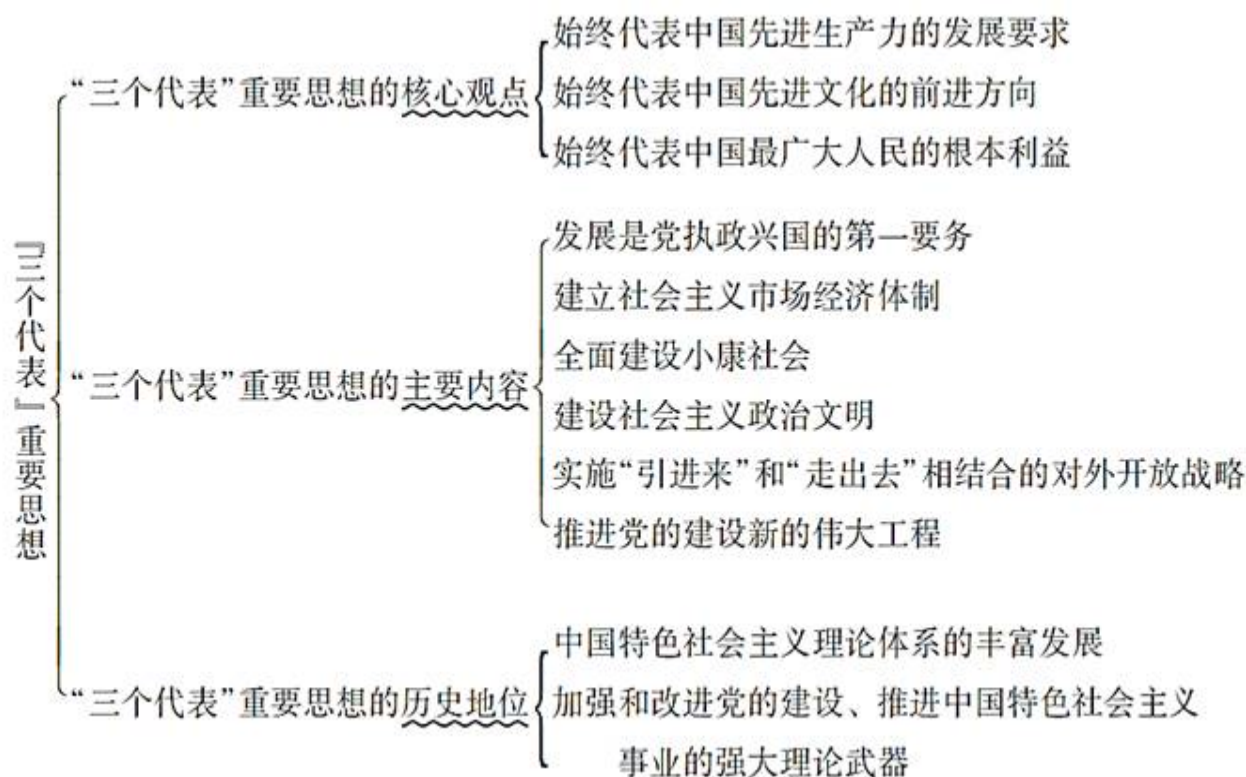 『三个代表』重要思想
“三个代表”重要思想的核心观点
始终代表中国先进生产力的发展要求
始终代表中国先进文化的前进方向
始终代表中国最广大人民的根本利益
“三个代表”重要思想的主要内容
发展是党执政兴国的第一要务
建立社会主义市场经济体制
全面建设小康社会
建设社会主义政治文明
实施“引进来”和“走出去”相结合的对外开放战略
推进党的建设新的伟大工程
“三个代表”重要思想的历史地位
中国特色社会主义理论体系的丰富发展
加强和改进党的建设、推进中国特色社会主义
事业的强大理论武器